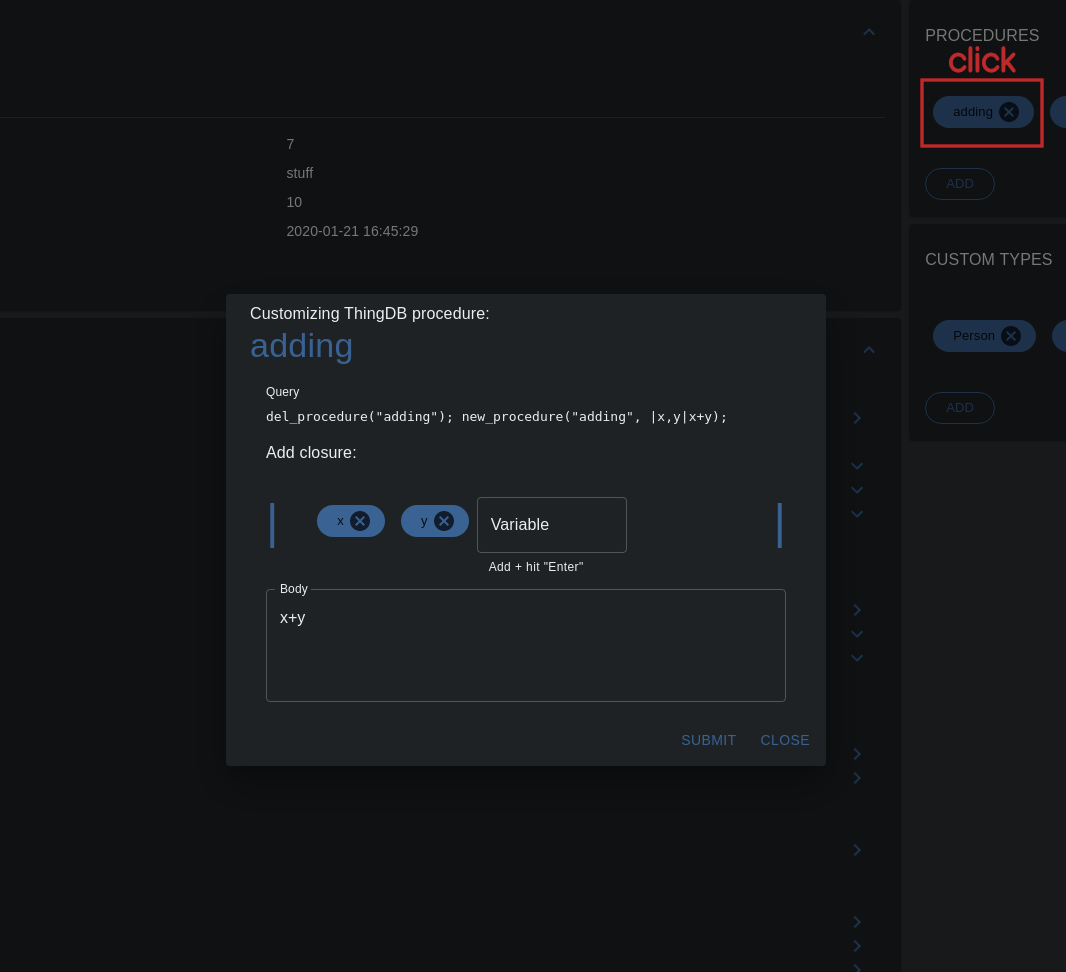 PROCEDURES
click
adding
7
stuff
10
2020-01-21 16:45:29
ADD
CUSTOM TYPES
Person
ADD
Customizing ThingDB procedure:
adding
Query
del_procedure("adding"); new_procedure("adding", |x,y|x+y);
Add closure:
x y Variable
Add + hit "Enter"
Body
x+y
SUBMIT CLOSE